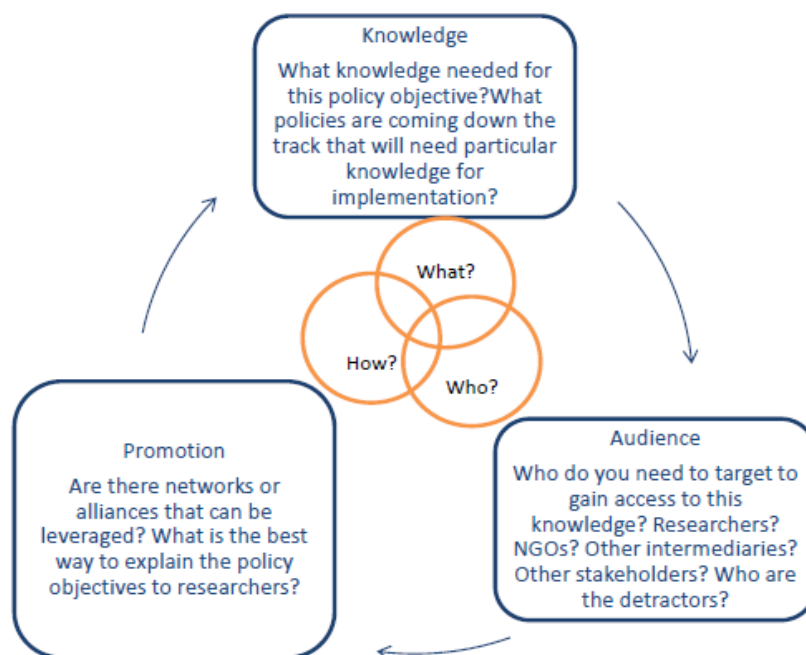 Knowledge
What knowledge needed for
this policy objective?What
policies are coming down the
track that will need particular
knowledge for
implementation?
What?
How?
Who?
Promotion
Are there networks or
alliances that can be
leveraged? What is the best
way to explain the policy
objectives to researchers?
Audience
Who do you need to target to
gain access to this
knowledge? Researchers?
NGOs? Other intermediaries?
Other stakeholders? Who are
the detractors?